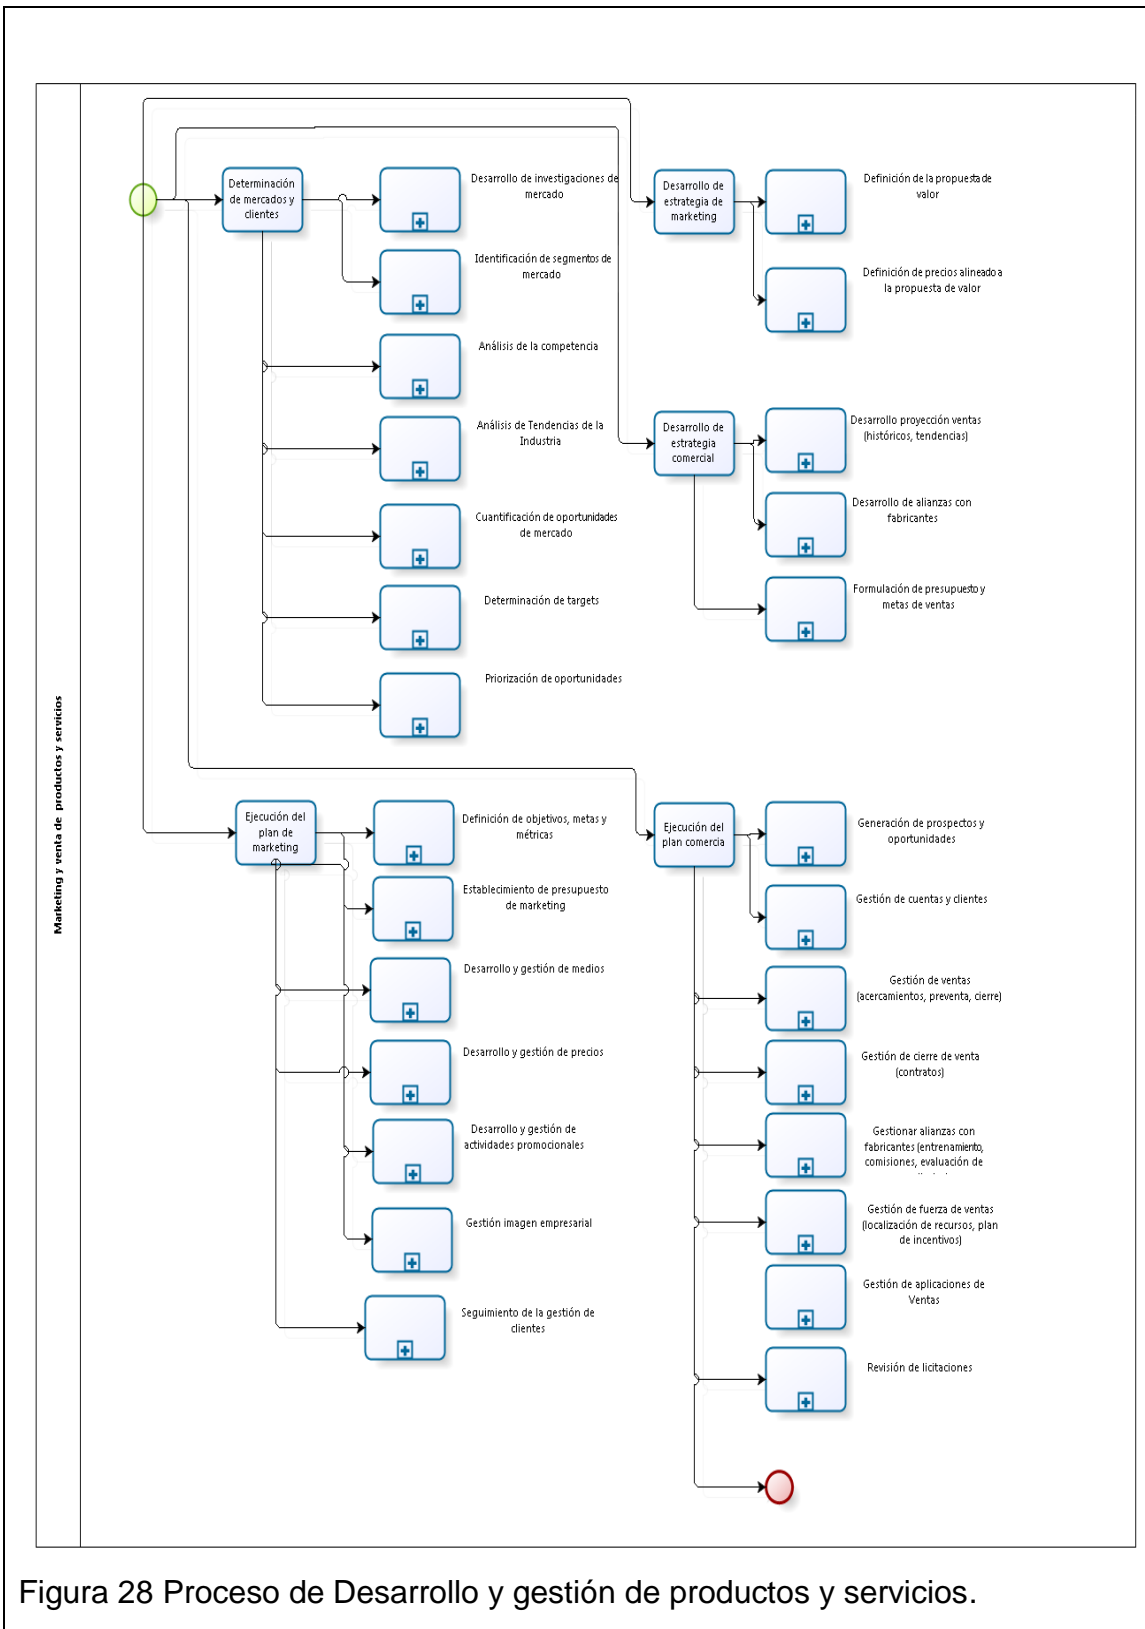 Marketing y venta de productos y servicios
Determinación
de mercados y
clientes
Desarrollo de investigaciones de
mercado
Identificación de segmentos de
mercado
Análisis de la competencia
Análisis de Tendencias de la
Industria
Cuantificación de oportunidades
de mercado
Determinación de targets
Priorización de oportunidades
Desarrollo de
estrategia de
marketing
Definición de la propuesta de
valor
Definición de precios alineado a
la propuesta de valor
Desarrollo de
estrategia
comercial
Desarrollo proyección ventas
(históricos, tendencias)
Desarrollo de alianzas con
fabricantes
Formulación de presupuesto y
metas de ventas
Ejecución del
plan de
marketing
Definición de objetivos, metas y
métricas
Establecimiento de presupuesto
de marketing
Desarrollo y gestión de medios
Desarrollo y gestión de precios
Desarrollo y gestión de
actividades promocionales
Gestión imagen empresarial
Seguimiento de la gestión de
clientes
Ejecución del
plan comercia
Generación de prospectos y
oportunidades
Gestión de cuentas y clientes
Gestión de ventas
(acercamientos, preventa, cierre)
Gestión de cierre de venta
(contratos)
Gestionar alianzas con
fabricantes (entrenamiento,
comisiones, evaluación de
Gestión de fuerza de ventas
(localización de recursos, plan
de incentivos)
Gestión de aplicaciones de
Ventas
Revisión de licitaciones
Figura 28 Proceso de Desarrollo y gestión de productos y servicios.